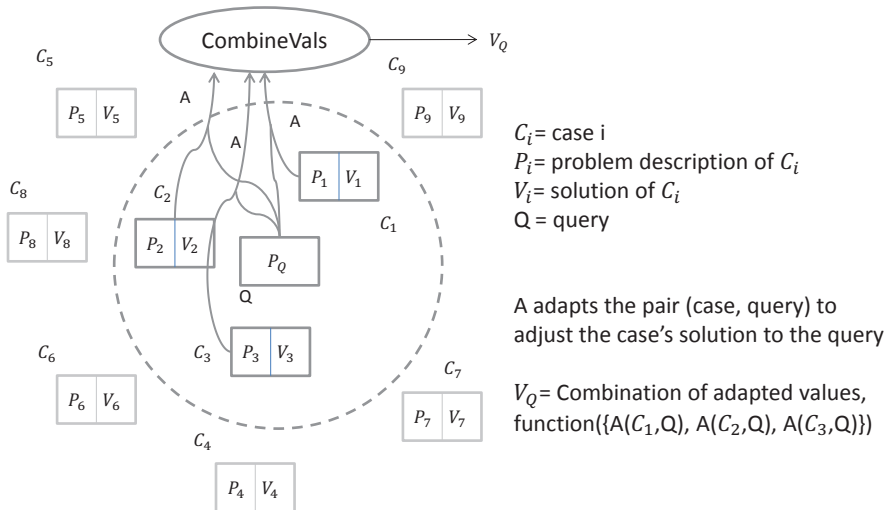 CombineVals
V_Q
C_5
C_9
P_5 V_5
A
P_9 V_9
A
A
P_1 V_1
C_2
C_8
C_1
P_8 V_8
P_2 V_2
P_Q
Q
P_3 V_3
C_3
C_6
C_7
P_6 V_6
P_7 V_7
C_4
P_4 V_4
C_i= case i
P_i= problem description of C_i
V_i= solution of C_i
Q = query
A adapts the pair (case, query) to
adjust the case’s solution to the query
V_Q= Combination of adapted values,
function({A(C_1,Q), A(C_2,Q), A(C_3,Q)})